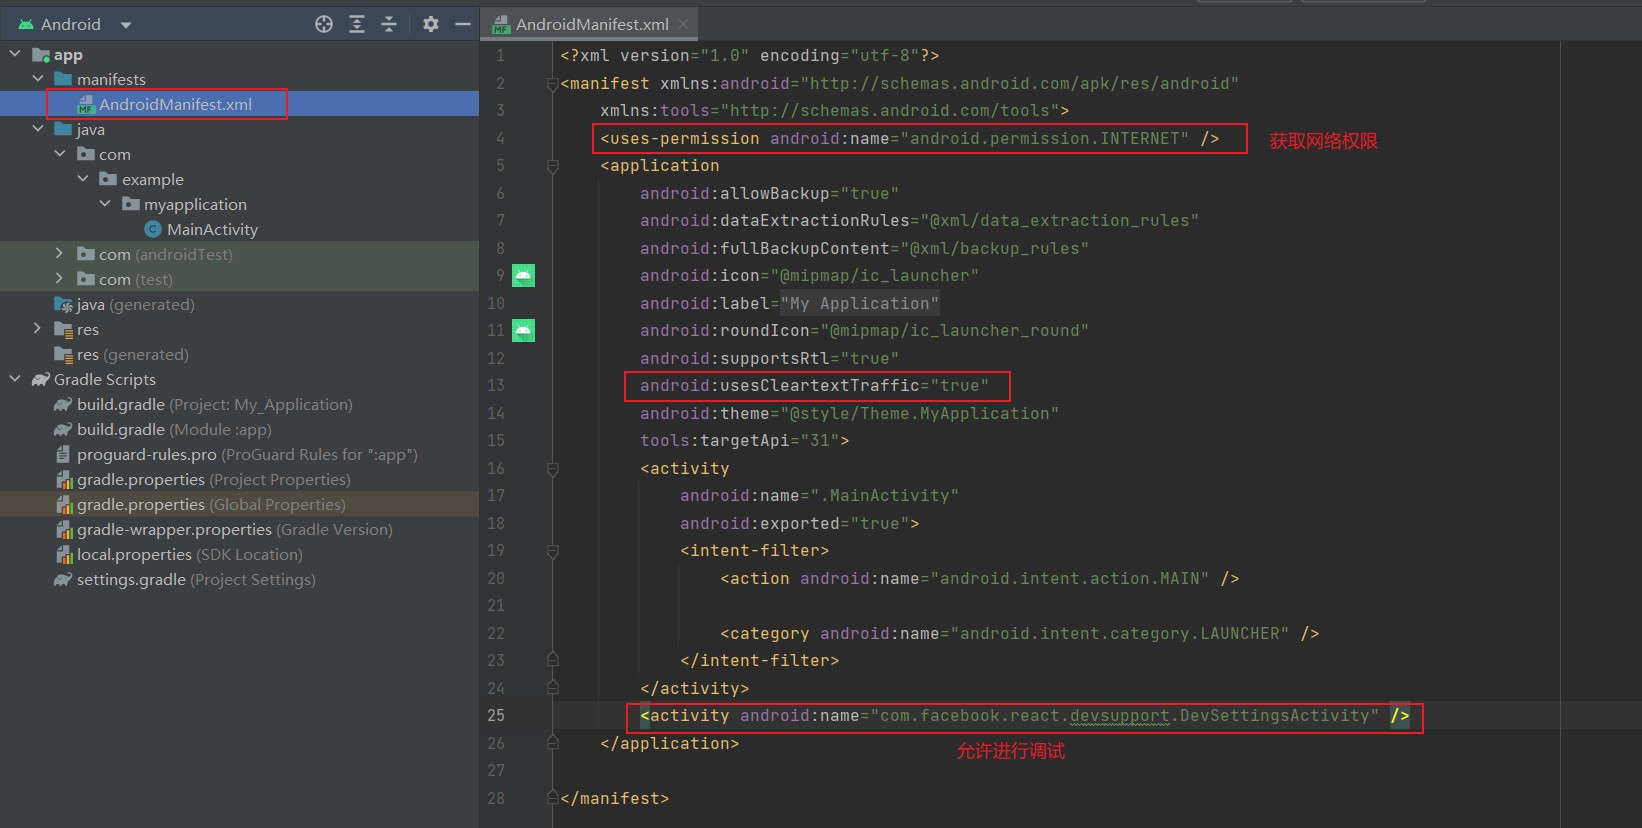 Android
app
manifests
AndroidManifest.xml
java
com
example
myapplication
MainActivity
com (androidTest)
com (test)
java (generated)
res
res (generated)
Gradle Scripts
build.gradle (Project: My_Application)
build.gradle (Module :app)
proguard-rules.pro (ProGuard Rules for ":app")
gradle.properties (Project Properties)
gradle.properties (Global Properties)
gradle-wrapper.properties (Gradle Version)
local.properties (SDK Location)
settings.gradle (Project Settings)
AndroidManifest.xml
1 <?xml version="1.0" encoding="utf-8"?>
2 <manifest xmlns:android="http://schemas.android.com/apk/res/android"
3 xmlns:tools="http://schemas.android.com/tools">
4 <uses-permission android:name="android.permission.INTERNET" /> 获取网络权限
5 <application
6 android:allowBackup="true"
7 android:dataExtractionRules="@xml/data_extraction_rules"
8 android:fullBackupContent="@xml/backup_rules"
9 android:icon="@mipmap/ic_launcher"
10 android:label="My Application"
11 android:roundIcon="@mipmap/ic_launcher_round"
12 android:supportsRtl="true"
13 android:usesCleartextTraffic="true"
14 android:theme="@style/Theme.MyApplication"
15 tools:targetApi="31">
16 <activity
17 android:name=".MainActivity"
18 android:exported="true">
19 <intent-filter>
20 <action android:name="android.intent.action.MAIN" />
21
22 <category android:name="android.intent.category.LAUNCHER" />
23 </intent-filter>
24 </activity>
25 <activity android:name="com.facebook.react.devsupport.DevSettingsActivity" />
26 </application>
允许进行调试
27
28 </manifest>